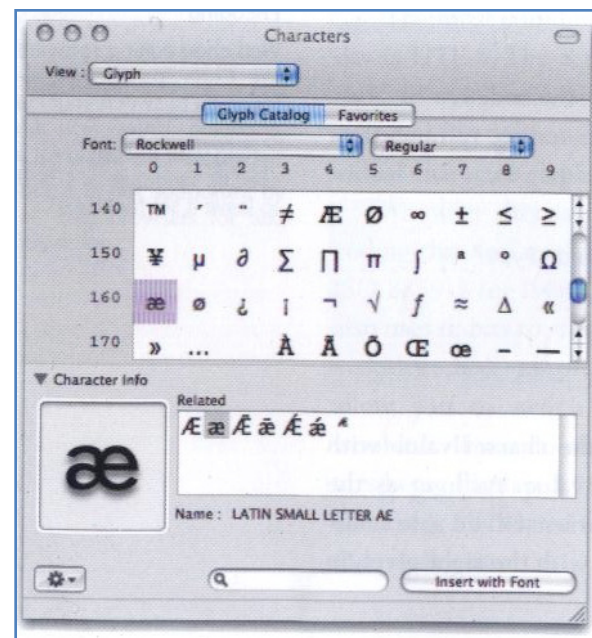 Characters
View : Glyph
Glyph Catalog Favorites
Font: Rockwell Regular
0 1 2 3 4 5 6 7 8 9
140 ™ ´ ¨ ≠ Æ Ø ∞ ± ≤ ≥
150 ¥ µ ∂ Σ Π π ∫ ª º Ω
160 æ ø ¿ ¡ ¬ √ ƒ ≈ Δ «
170 » … À Ã Õ Œ œ – —
Character Info
Related
Æ æ Ǣ ǣ Ǽ ǽ ᴭ
Name : LATIN SMALL LETTER AE
Insert with Font